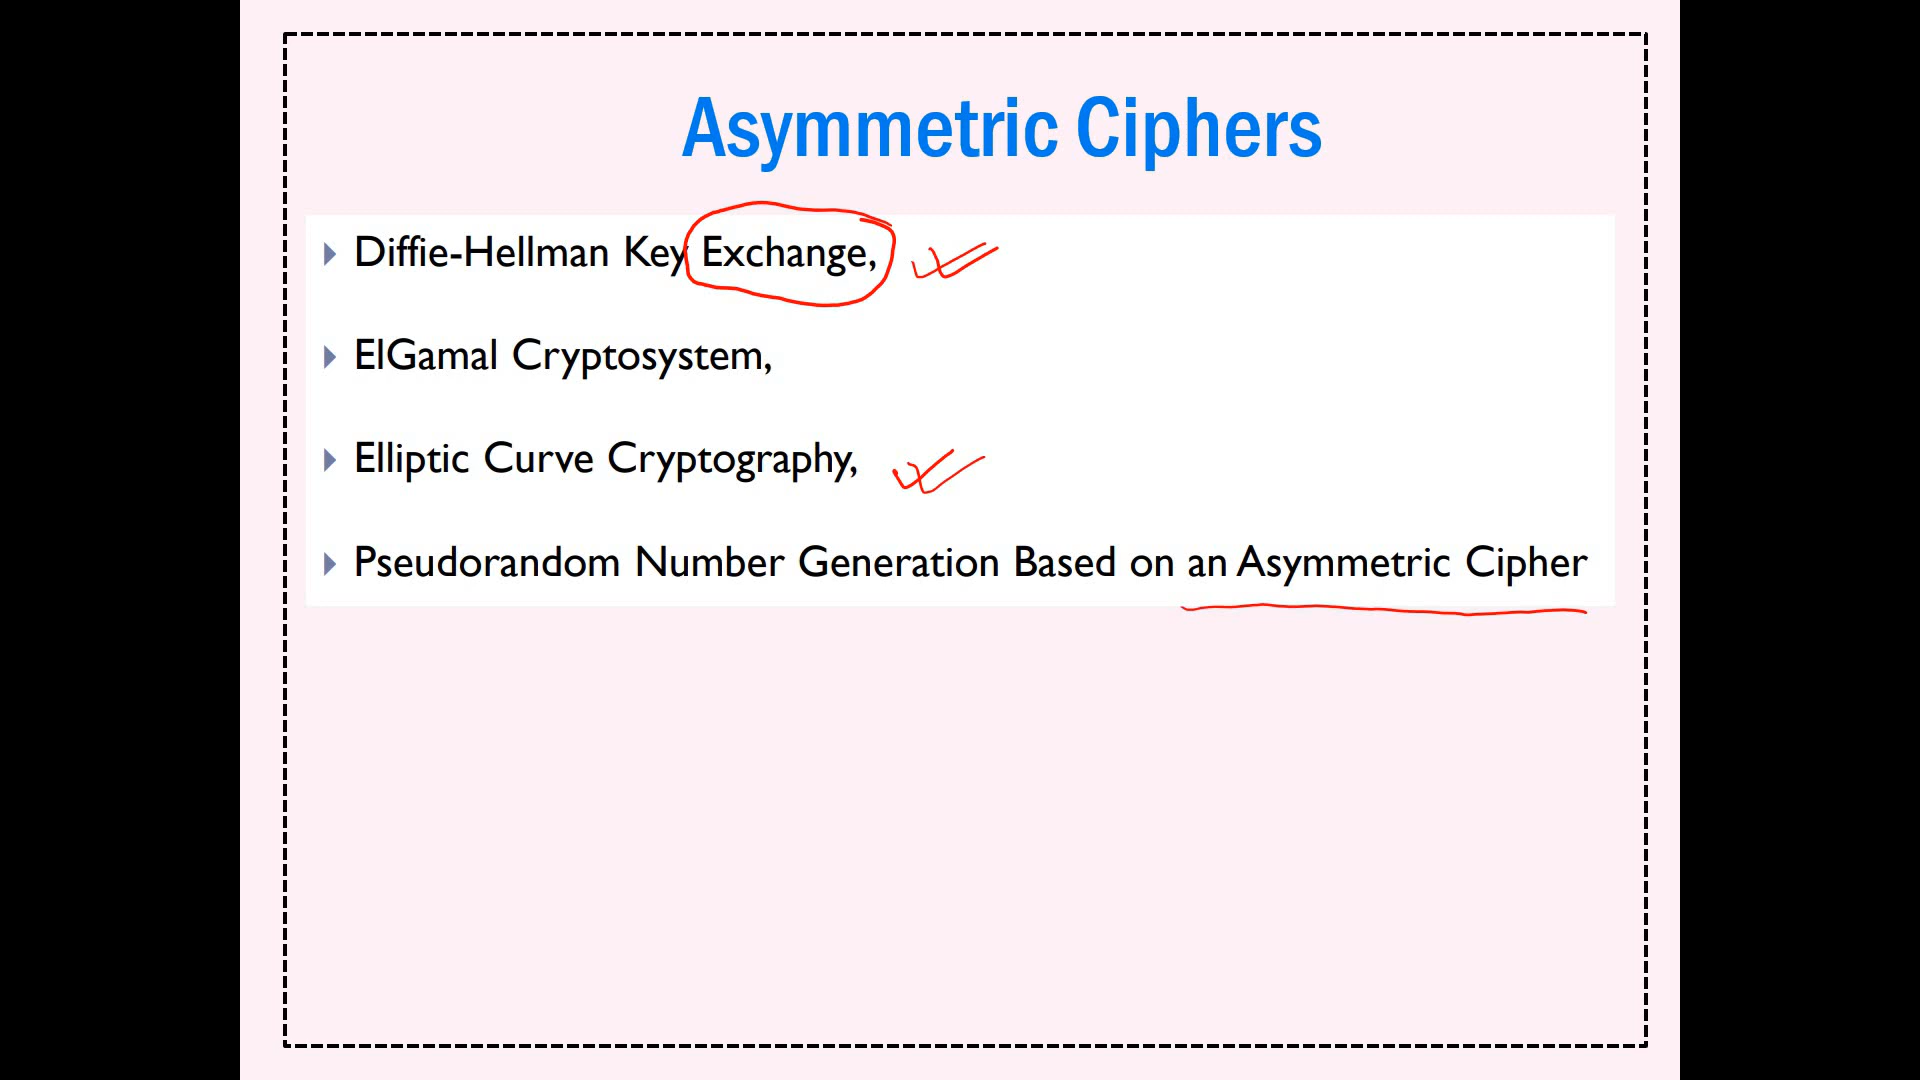 Asymmetric Ciphers
Diffie-Hellman Key Exchange,
ElGamal Cryptosystem,
Elliptic Curve Cryptography,
Pseudorandom Number Generation Based on an Asymmetric Cipher